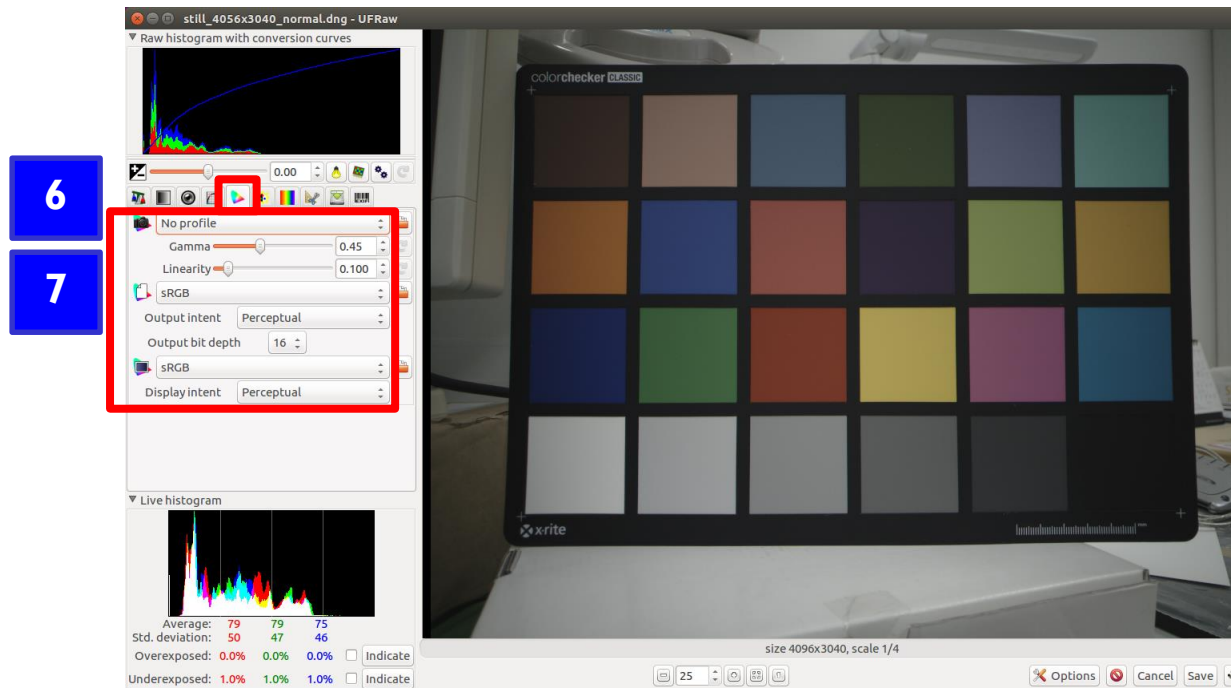 still_4056x3040_normal.dng - UFRaw
Raw histogram with conversion curves
0.00
6
7
No profile
Gamma 0.45
Linearity 0.100
sRGB
Output intent Perceptual
Output bit depth 16
sRGB
Display intent Perceptual
Live histogram
Average: 79 79 75
Std. deviation: 50 47 46
Overexposed: 0.0% 0.0% 0.0% Indicate
Underexposed: 1.0% 1.0% 1.0% Indicate
colorchecker CLASSIC
x-rite
size 4096x3040, scale 1/4
25
Options Cancel Save